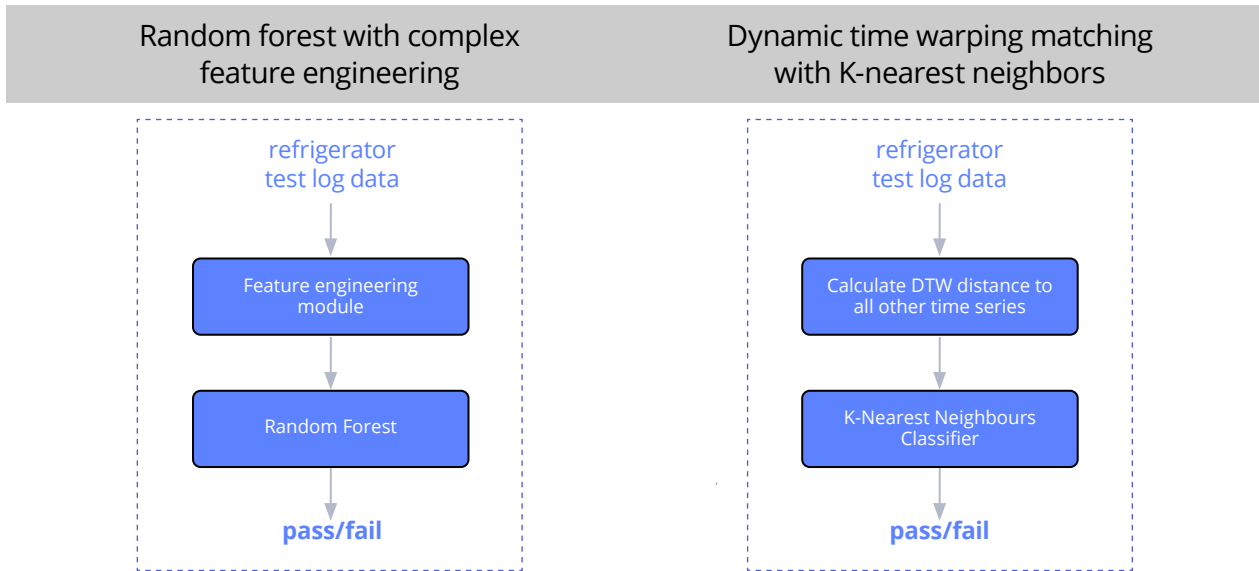 Random forest with complex
feature engineering
refrigerator
test log data
Feature engineering
module
Random Forest
pass/fail
Dynamic time warping matching
with K-nearest neighbors
refrigerator
test log data
Calculate DTW distance to
all other time series
K-Nearest Neighbours
Classifier
pass/fail